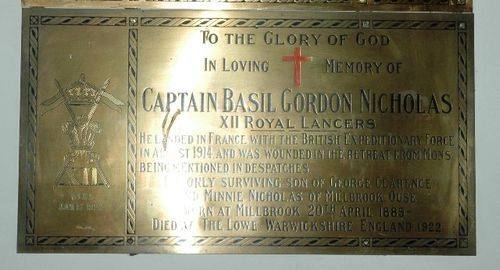 To the Glory of God
In Loving Memory of
Captain Basil Gordon Nicholas
XII Royal Lancers
He landed in France with the British Expeditionary Force
in August 1914 and was wounded in the retreat from Mons
being mentioned in despatches.
only surviving son of George Clarence
and Minnie Nicholas of Millbrook Ouse
Born at Millbrook 20th April 1885-
Died at The Lowe Warwickshire England 1922